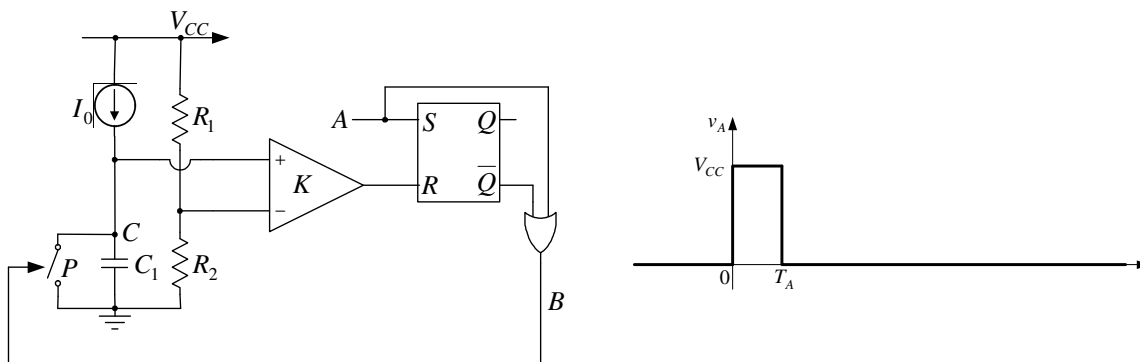 V_CC
I_0
R_1
A
S
Q
v_A
V_CC
+
K
R
Q̅
−
C
P
C_1
R_2
B
0
T_A